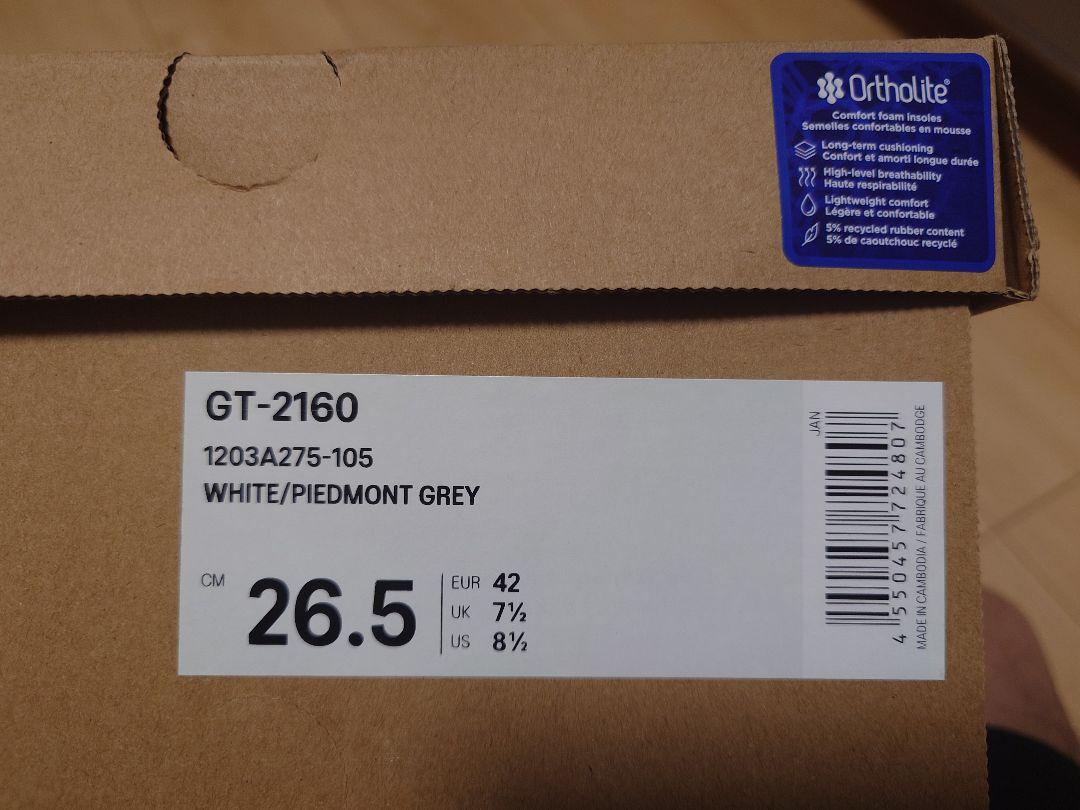 Ortholite®
Comfort foam insoles
Semelles confortables en mousse
Long-term cushioning
Confort et amorti longue durée
High-level breathability
Haute respirabilité
Lightweight comfort
Légère et confortable
5% recycled rubber content
5% de caoutchouc recyclé
GT-2160
1203A275-105
WHITE/PIEDMONT GREY
CM 26.5
EUR 42
UK 7½
US 8½
JAN
4 550457 724807
MADE IN CAMBODIA / FABRIQUE AU CAMBODGE